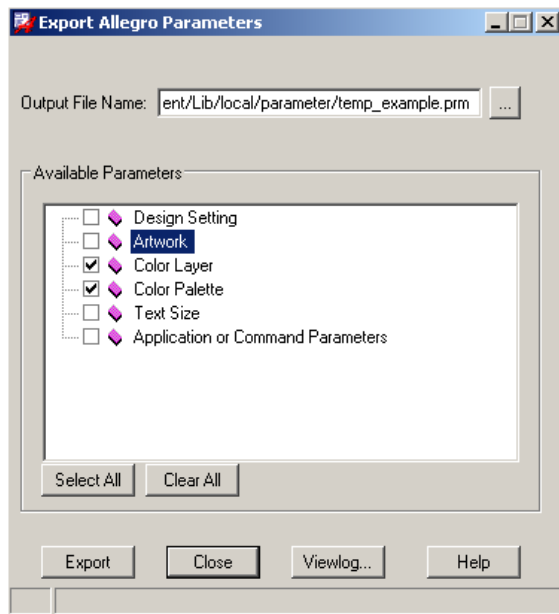 Export Allegro Parameters
Output File Name: ent/Lib/local/parameter/temp_example.prm ...
Available Parameters
Design Setting
Artwork
Color Layer
Color Palette
Text Size
Application or Command Parameters
Select All Clear All
Export Close Viewlog... Help